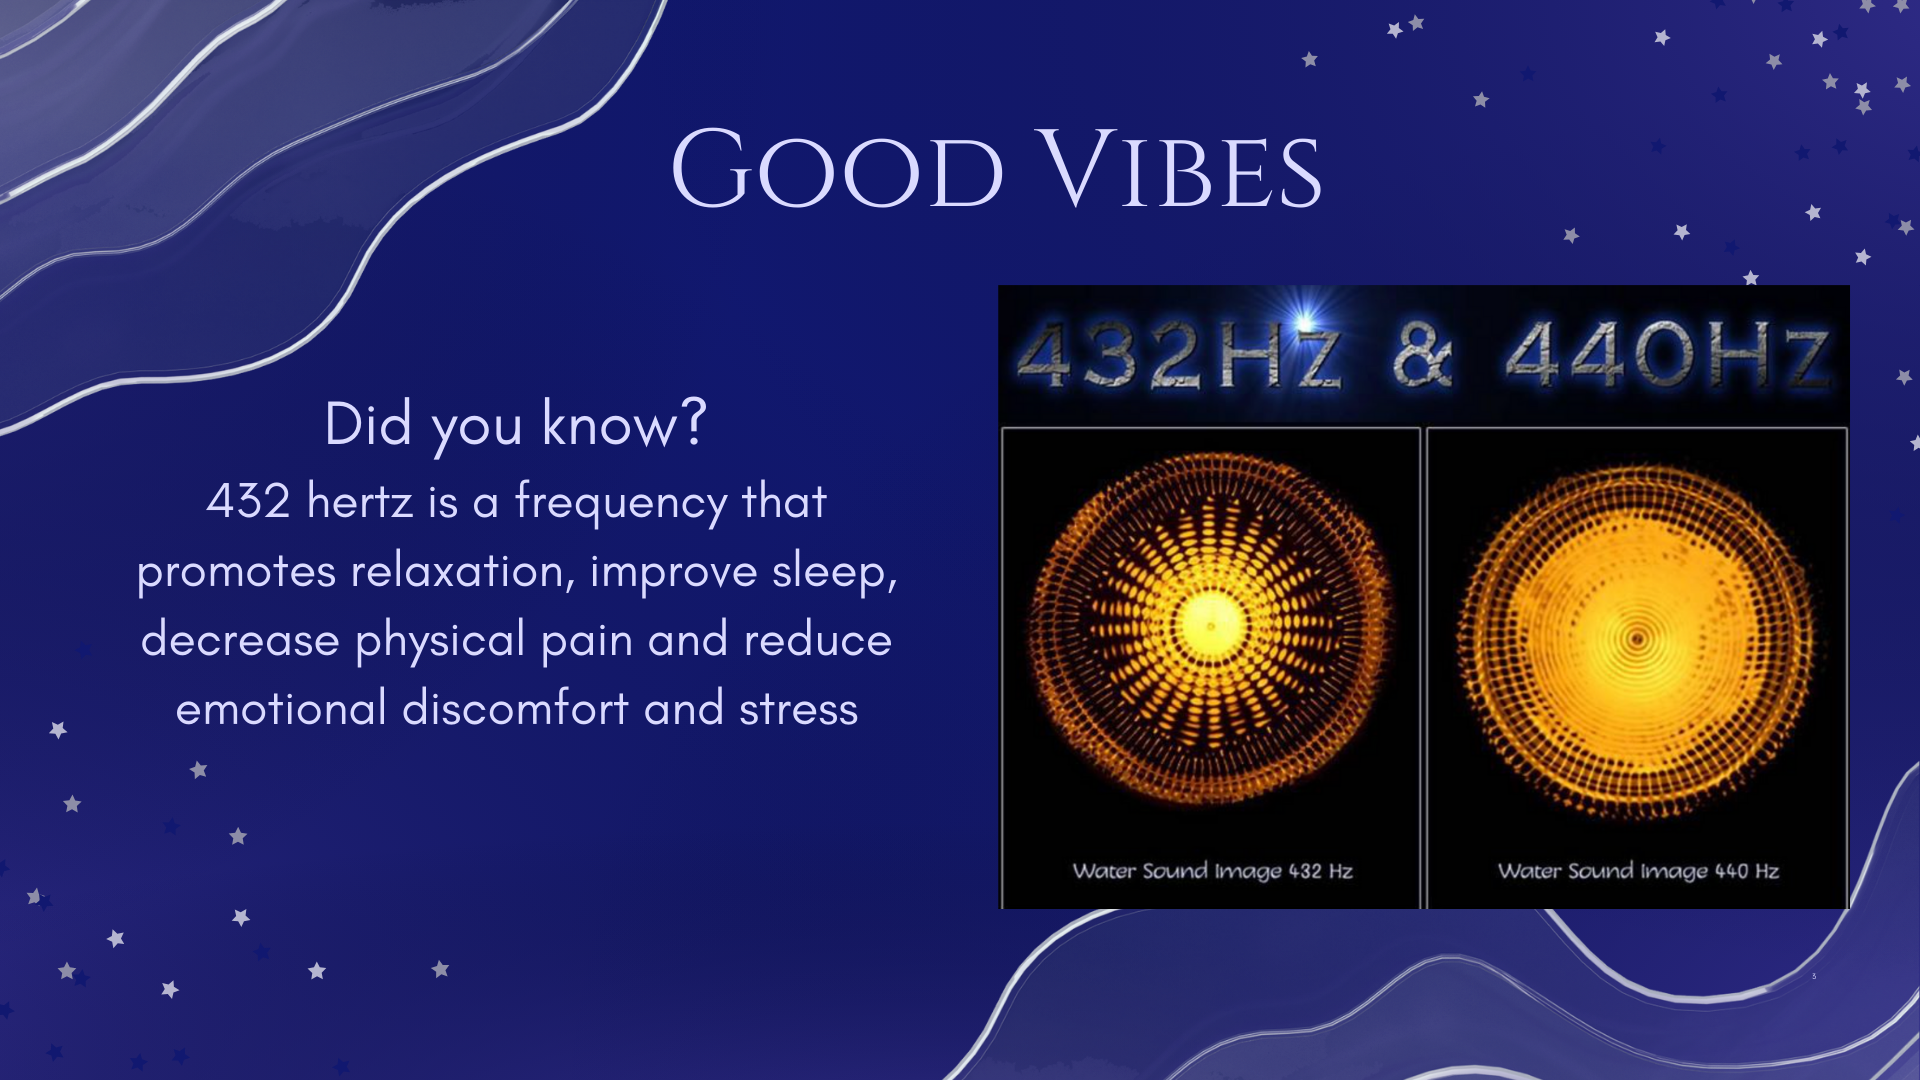 Good Vibes
432Hz & 440Hz
Did you know?
432 hertz is a frequency that
promotes relaxation, improve sleep,
decrease physical pain and reduce
emotional discomfort and stress
Water Sound Image 432 Hz
Water Sound Image 440 Hz
3